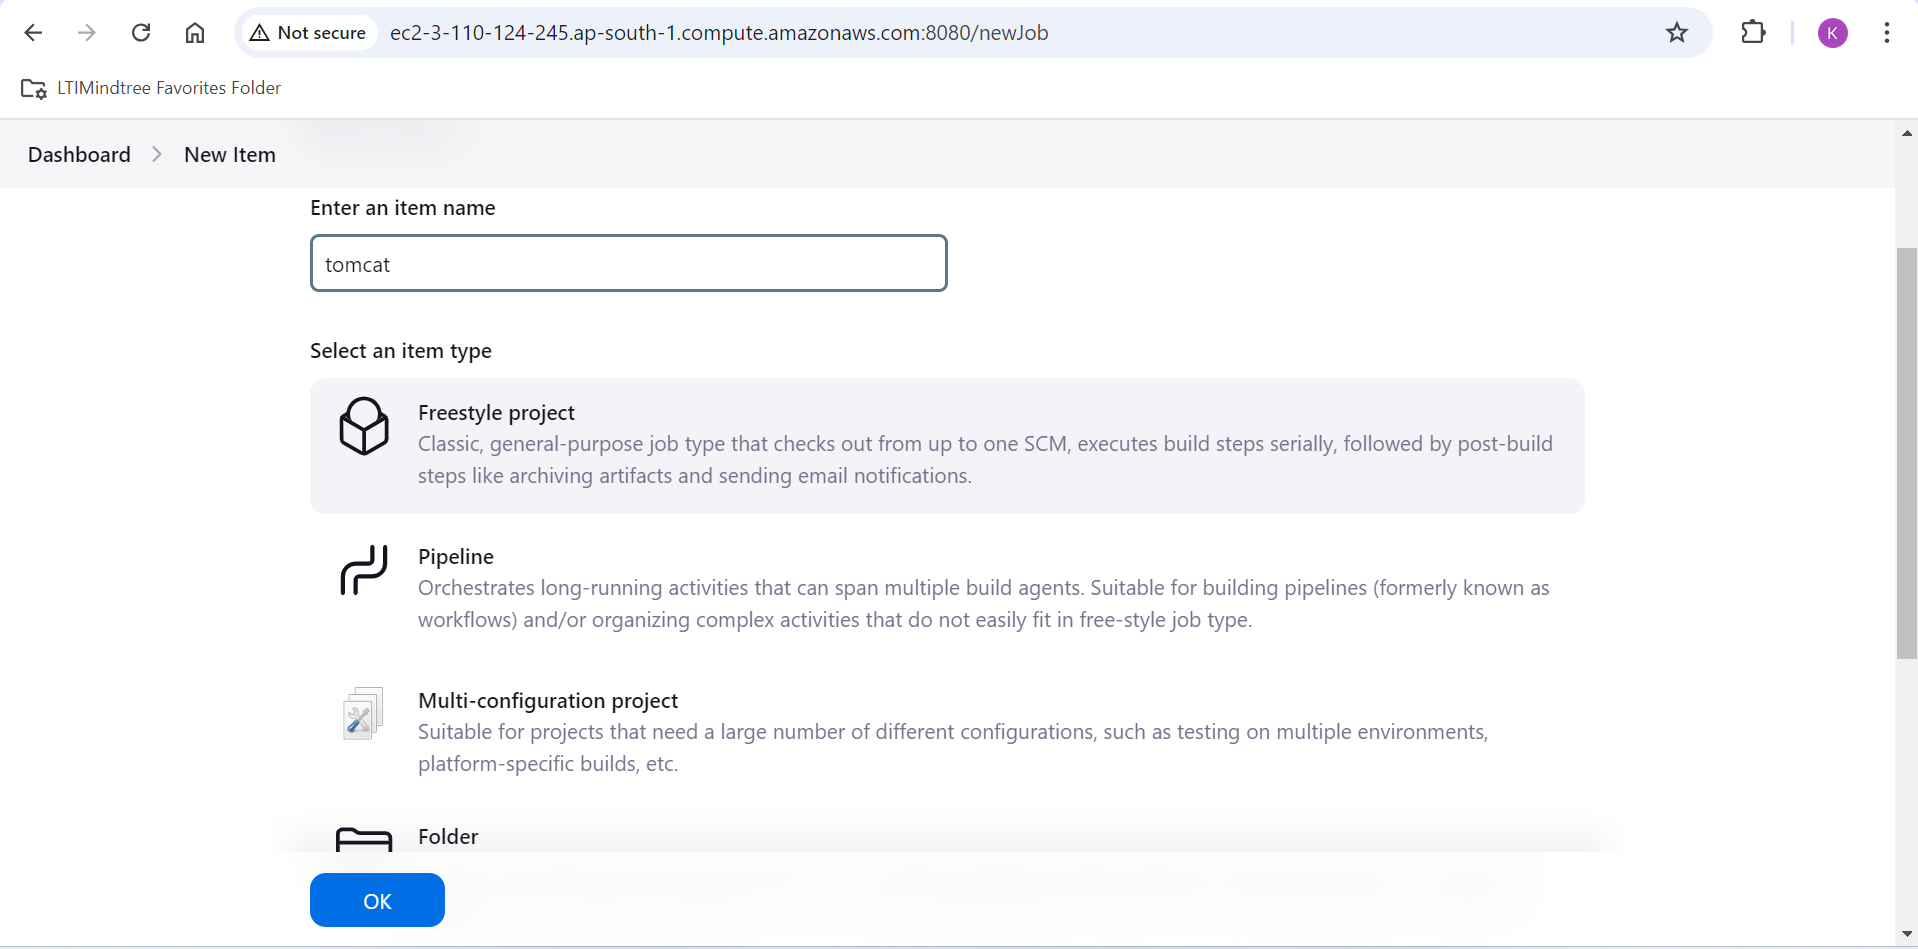 Not secure
ec2-3-110-124-245.ap-south-1.compute.amazonaws.com:8080/newJob
K
LTIMindtree Favorites Folder
Dashboard
New Item
Enter an item name
tomcat
Select an item type
Freestyle project
Classic, general-purpose job type that checks out from up to one SCM, executes build steps serially, followed by post-build
steps like archiving artifacts and sending email notifications.
Pipeline
Orchestrates long-running activities that can span multiple build agents. Suitable for building pipelines (formerly known as
workflows) and/or organizing complex activities that do not easily fit in free-style job type.
Multi-configuration project
Suitable for projects that need a large number of different configurations, such as testing on multiple environments,
platform-specific builds, etc.
Folder
OK